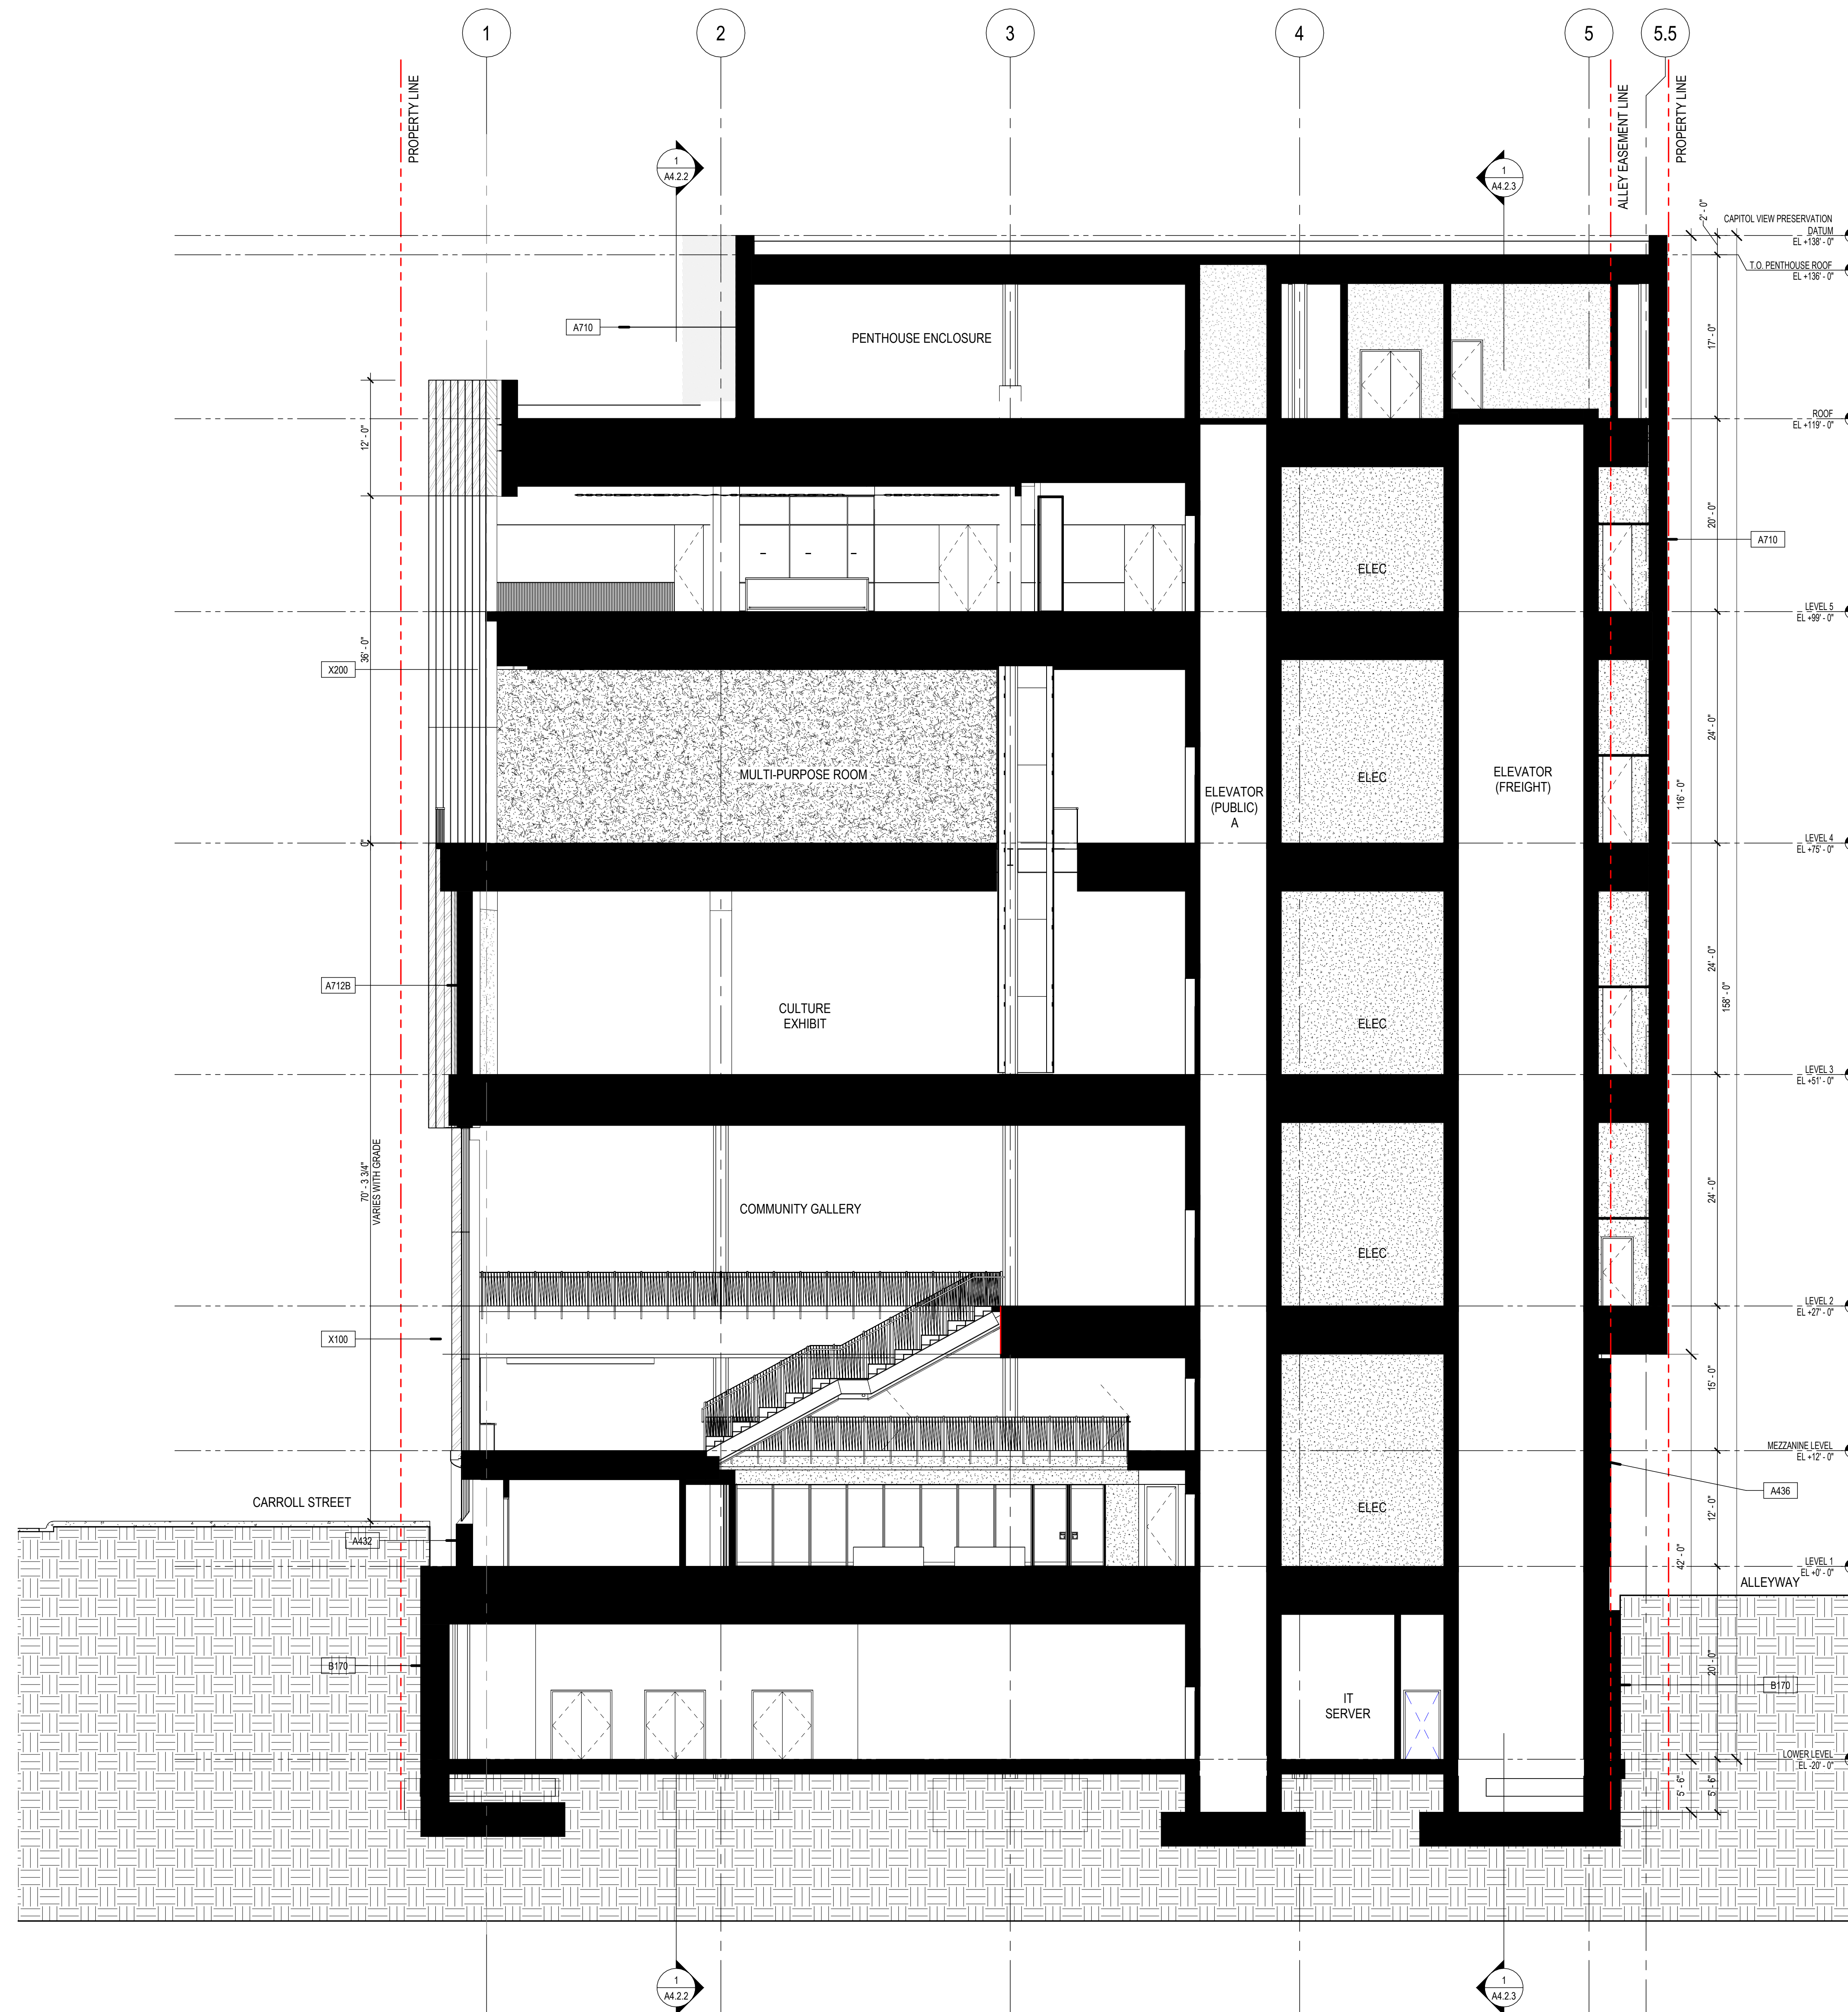 1
2
3
4
5
5.5
PROPERTY LINE
ALLEY EASEMENT LINE
PROPERTY LINE
1
A4.2.2
1
A4.2.3
CAPITOL VIEW PRESERVATION
DATUM
EL +138' - 0"
2' - 0"
T.O. PENTHOUSE ROOF
EL +136' - 0"
A710
PENTHOUSE ENCLOSURE
17' - 0"
ROOF
EL +119' - 0"
12' - 0"
20' - 0"
A710
ELEC
LEVEL 5
EL +99' - 0"
36' - 0"
X200
24' - 0"
MULTI-PURPOSE ROOM
ELEC
ELEVATOR
(FREIGHT)
ELEVATOR
(PUBLIC)
A
116' - 0"
LEVEL 4
EL +75' - 0"
0"
A712B
CULTURE
EXHIBIT
ELEC
24' - 0"
158' - 0"
LEVEL 3
EL +51' - 0"
70' - 3 3/4"
VARIES WITH GRADE
COMMUNITY GALLERY
ELEC
24' - 0"
LEVEL 2
EL +27' - 0"
X100
15' - 0"
MEZZANINE LEVEL
EL +12' - 0"
A436
CARROLL STREET
ELEC
12' - 0"
A432
42' - 0"
LEVEL 1
EL +0' - 0"
ALLEYWAY
B170
20' - 0"
B170
IT
SERVER
LOWER LEVEL
EL -20' - 0"
5' - 6"
5' - 6"
1
A4.2.2
1
A4.2.3